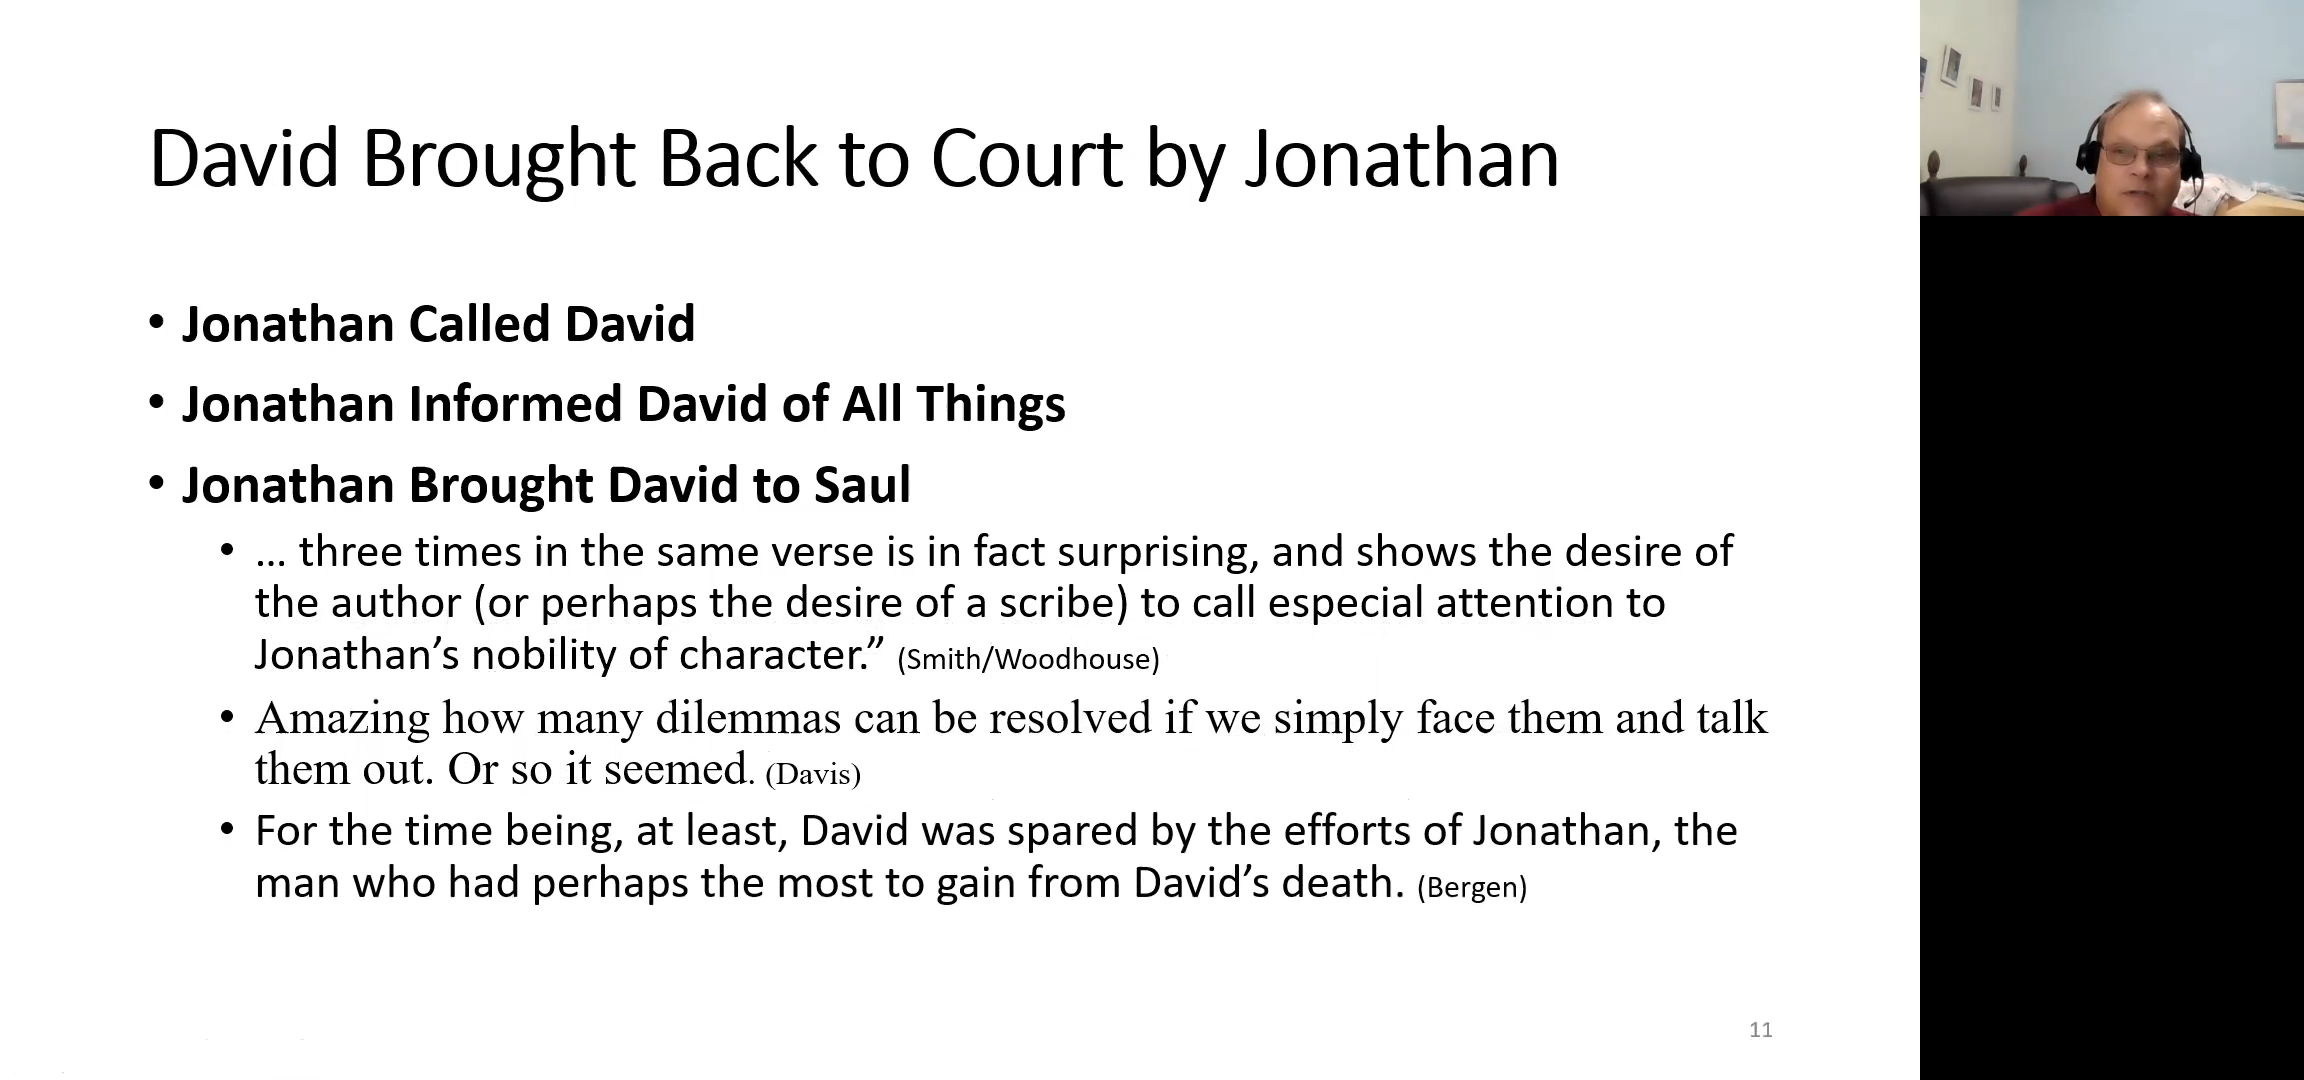 David Brought Back to Court by Jonathan
• Jonathan Called David
• Jonathan Informed David of All Things
• Jonathan Brought David to Saul
• … three times in the same verse is in fact surprising, and shows the desire of
the author (or perhaps the desire of a scribe) to call especial attention to
Jonathan’s nobility of character.” (Smith/Woodhouse)
• Amazing how many dilemmas can be resolved if we simply face them and talk
them out. Or so it seemed. (Davis)
• For the time being, at least, David was spared by the efforts of Jonathan, the
man who had perhaps the most to gain from David’s death. (Bergen)
11